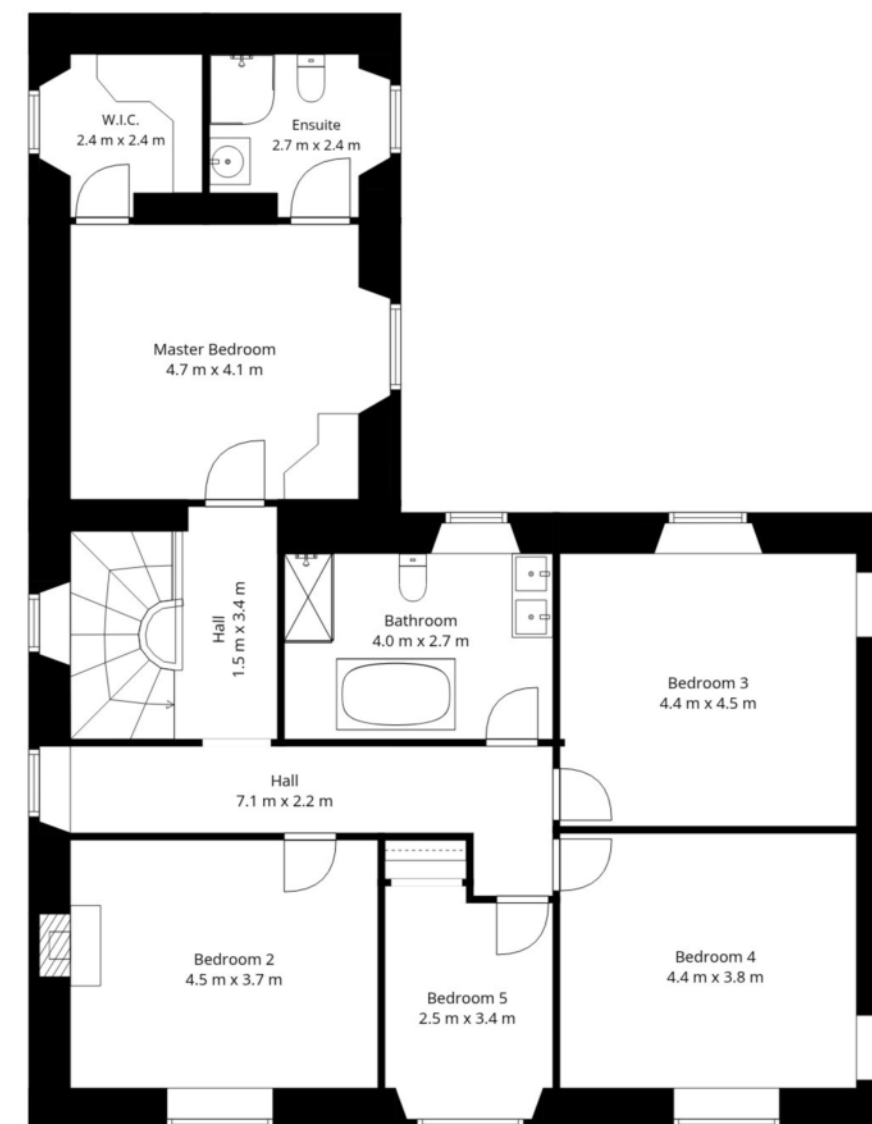 W.I.C.
2.4 m x 2.4 m
Ensuite
2.7 m x 2.4 m
Master Bedroom
4.7 m x 4.1 m
Hall
1.5 m x 3.4 m
Bathroom
4.0 m x 2.7 m
Bedroom 3
4.4 m x 4.5 m
Hall
7.1 m x 2.2 m
Bedroom 2
4.5 m x 3.7 m
Bedroom 5
2.5 m x 3.4 m
Bedroom 4
4.4 m x 3.8 m